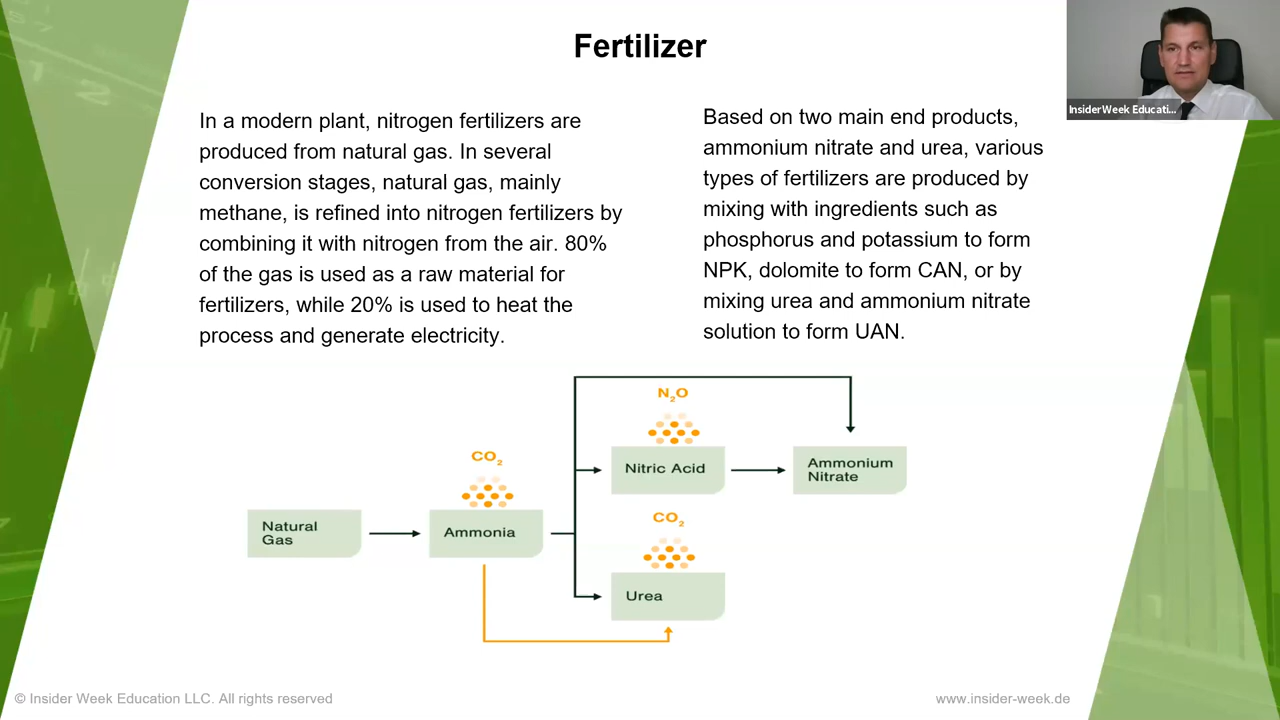 Fertilizer
InsiderWeek Educati...
In a modern plant, nitrogen fertilizers are
produced from natural gas. In several
conversion stages, natural gas, mainly
methane, is refined into nitrogen fertilizers by
combining it with nitrogen from the air. 80%
of the gas is used as a raw material for
fertilizers, while 20% is used to heat the
process and generate electricity.
Based on two main end products,
ammonium nitrate and urea, various
types of fertilizers are produced by
mixing with ingredients such as
phosphorus and potassium to form
NPK, dolomite to form CAN, or by
mixing urea and ammonium nitrate
solution to form UAN.
Natural
Gas
CO₂
Ammonia
N₂O
Nitric Acid
Ammonium
Nitrate
CO₂
Urea
© Insider Week Education LLC. All rights reserved
www.insider-week.de